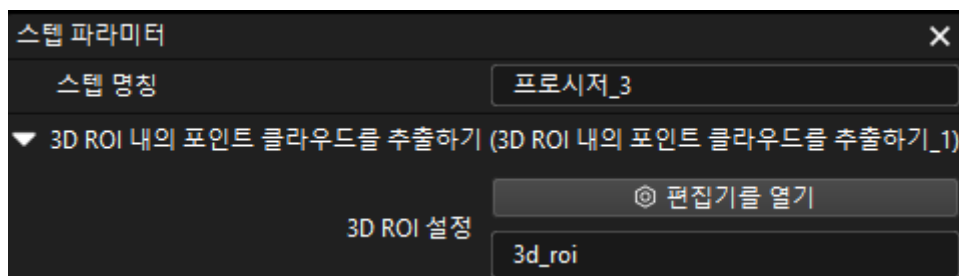 스텝 파라미터
스텝 명칭 프로시저_3
3D ROI 내의 포인트 클라우드를 추출하기 (3D ROI 내의 포인트 클라우드를 추출하기_1)
3D ROI 설정 편집기를 열기
3d_roi